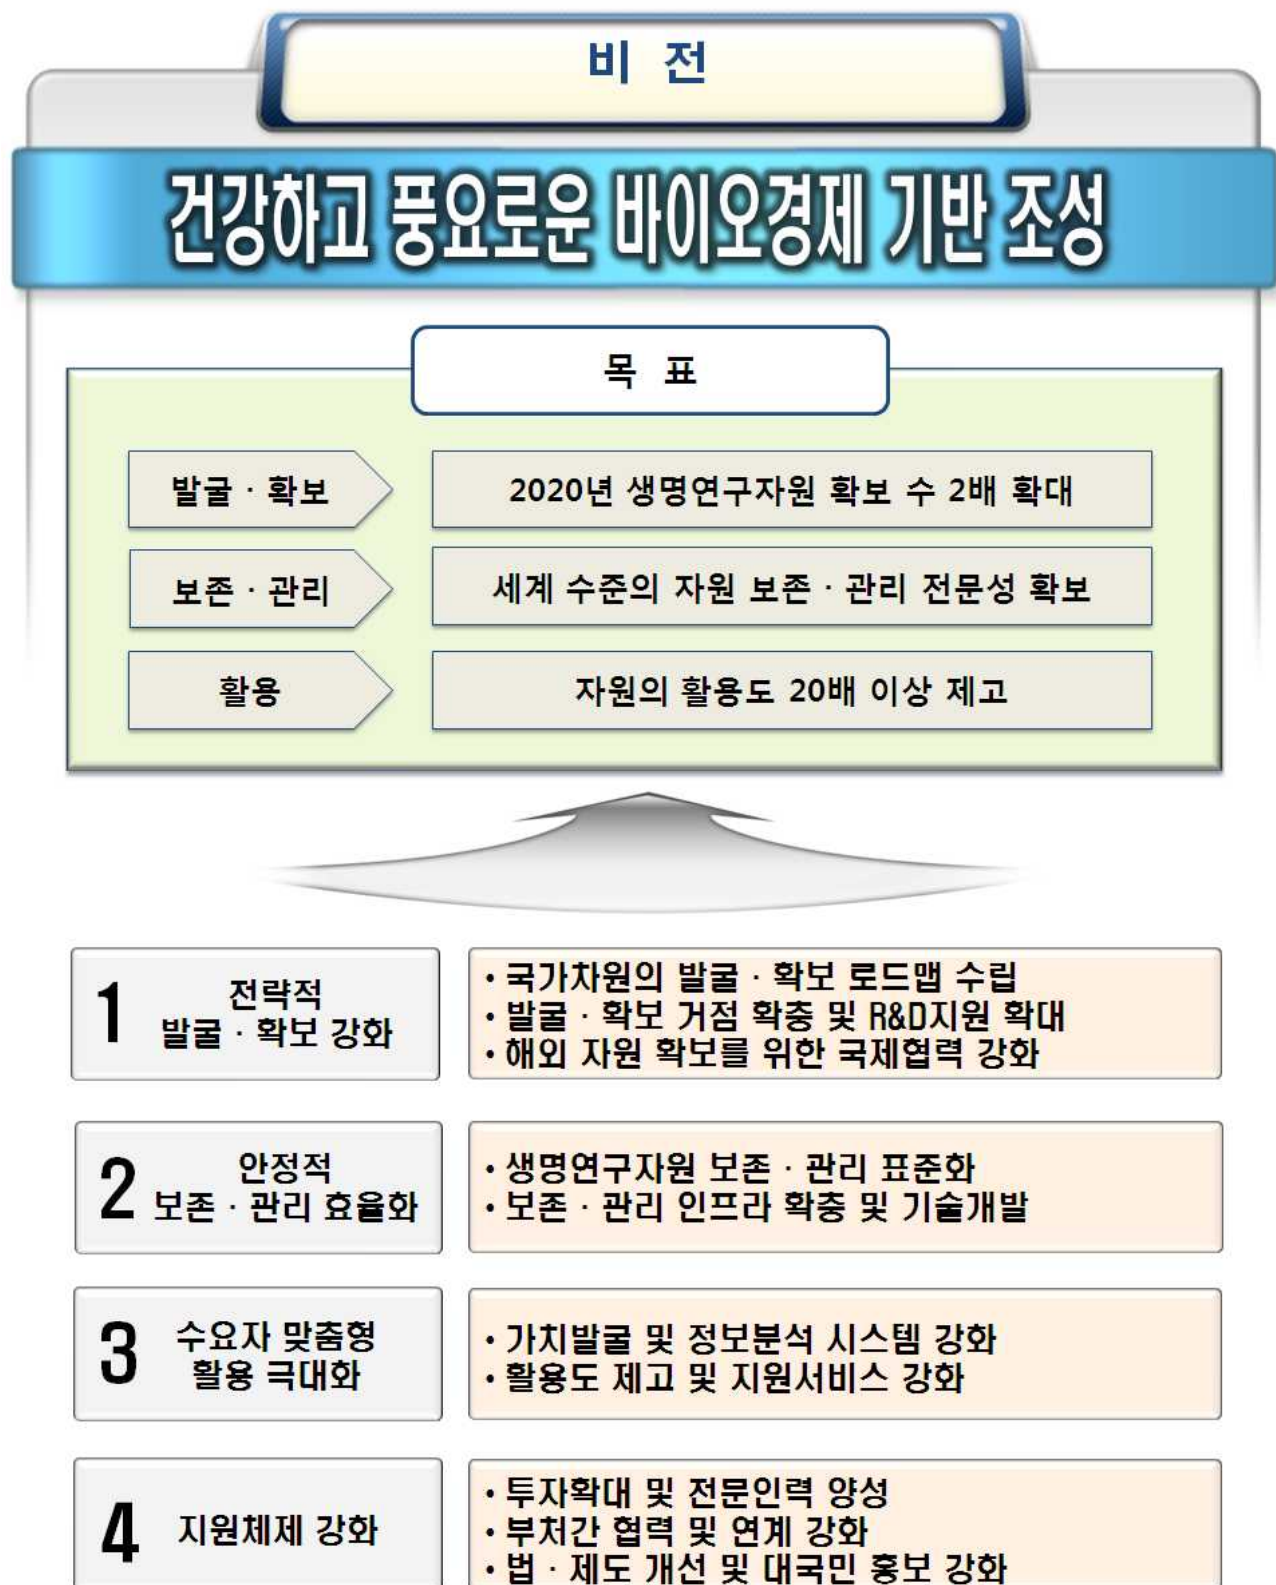 비 전
건강하고 풍요로운 바이오경제 기반 조성
목 표
발굴 · 확보
2020년 생명연구자원 확보 수 2배 확대
보존 · 관리
세계 수준의 자원 보존 · 관리 전문성 확보
활용
자원의 활용도 20배 이상 제고
1
전략적
발굴 · 확보 강화
• 국가차원의 발굴 · 확보 로드맵 수립
• 발굴 · 확보 거점 확충 및 R&D지원 확대
• 해외 자원 확보를 위한 국제협력 강화
2
안정적
보존 · 관리 효율화
• 생명연구자원 보존 · 관리 표준화
• 보존 · 관리 인프라 확충 및 기술개발
3
수요자 맞춤형
활용 극대화
• 가치발굴 및 정보분석 시스템 강화
• 활용도 제고 및 지원서비스 강화
4
지원체제 강화
• 투자확대 및 전문인력 양성
• 부처간 협력 및 연계 강화
• 법 · 제도 개선 및 대국민 홍보 강화